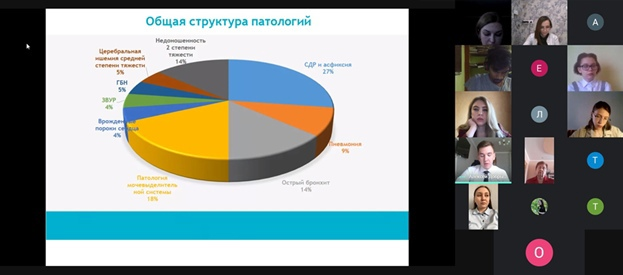 Общая структура патологий
Недоношенность
2 степени
тяжести
14%
Церебральная
ишемия средней
степени тяжести
5%
ГБН
5%
ЗВУР
4%
Врожденные
пороки сердца
4%
СДР и асфиксия
27%
Пневмония
9%
Острый бронхит
14%
Патология
мочевыделитель
ной системы
18%
А
Е
Л
Т
Т
О